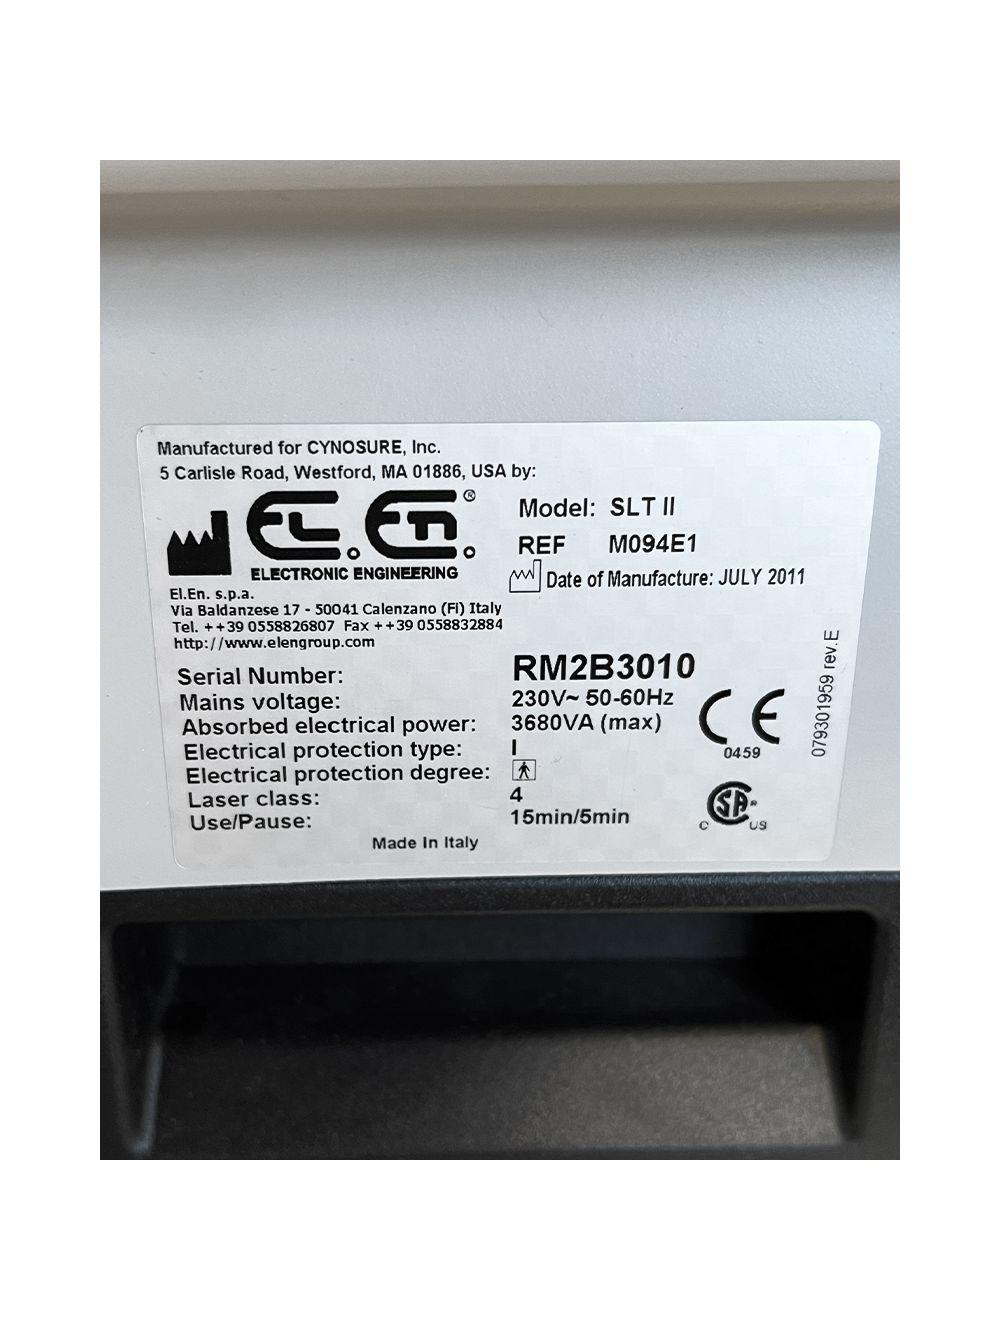 Manufactured for CYNOSURE, Inc.
5 Carlisle Road, Westford, MA 01886, USA by:
EL.En.®
ELECTRONIC ENGINEERING
El.En. s.p.a.
Via Baldanzese 17 - 50041 Calenzano (FI) Italy
Tel. ++39 0558826807 Fax ++39 0558832884
http://www.elengroup.com
Model: SLT II
REF M094E1
Date of Manufacture: JULY 2011
Serial Number: RM2B3010
Mains voltage: 230V~ 50-60Hz
Absorbed electrical power: 3680VA (max)
Electrical protection type: I
Electrical protection degree:
Laser class: 4
Use/Pause: 15min/5min
Made In Italy
CE
0459
C SA® US
079301959 rev.E